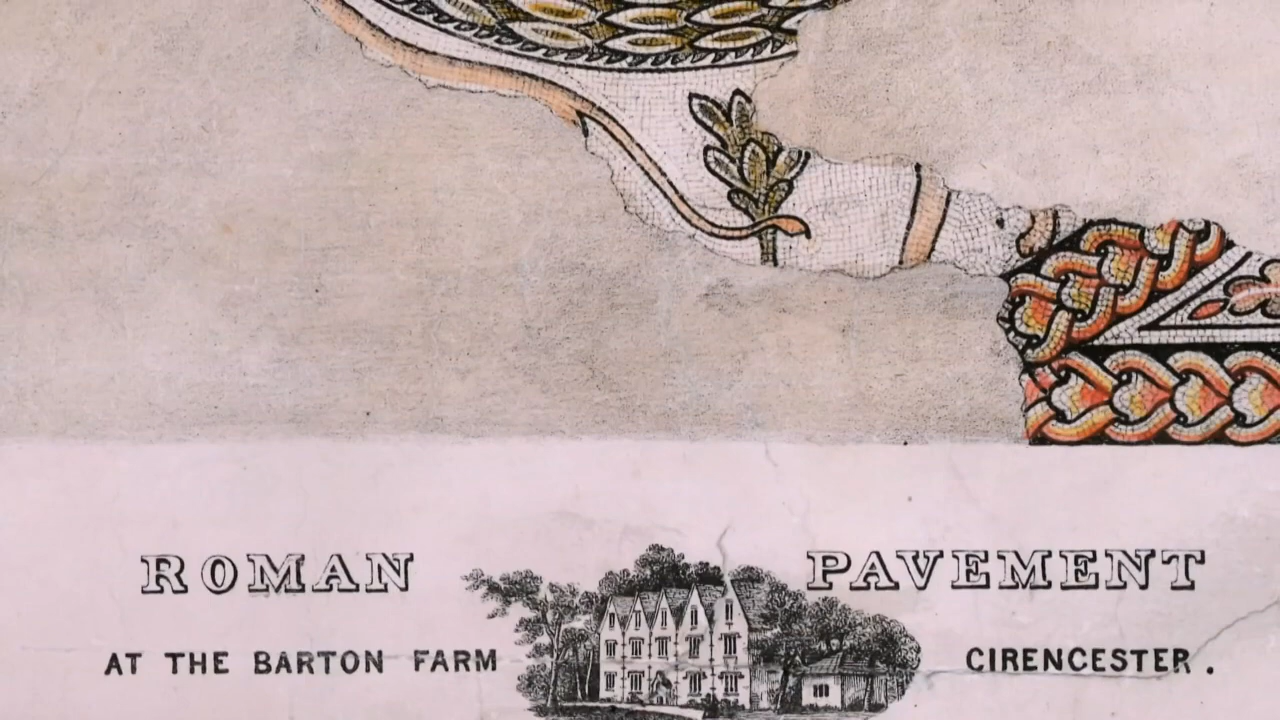 ROMAN PAVEMENT
AT THE BARTON FARM CIRENCESTER.